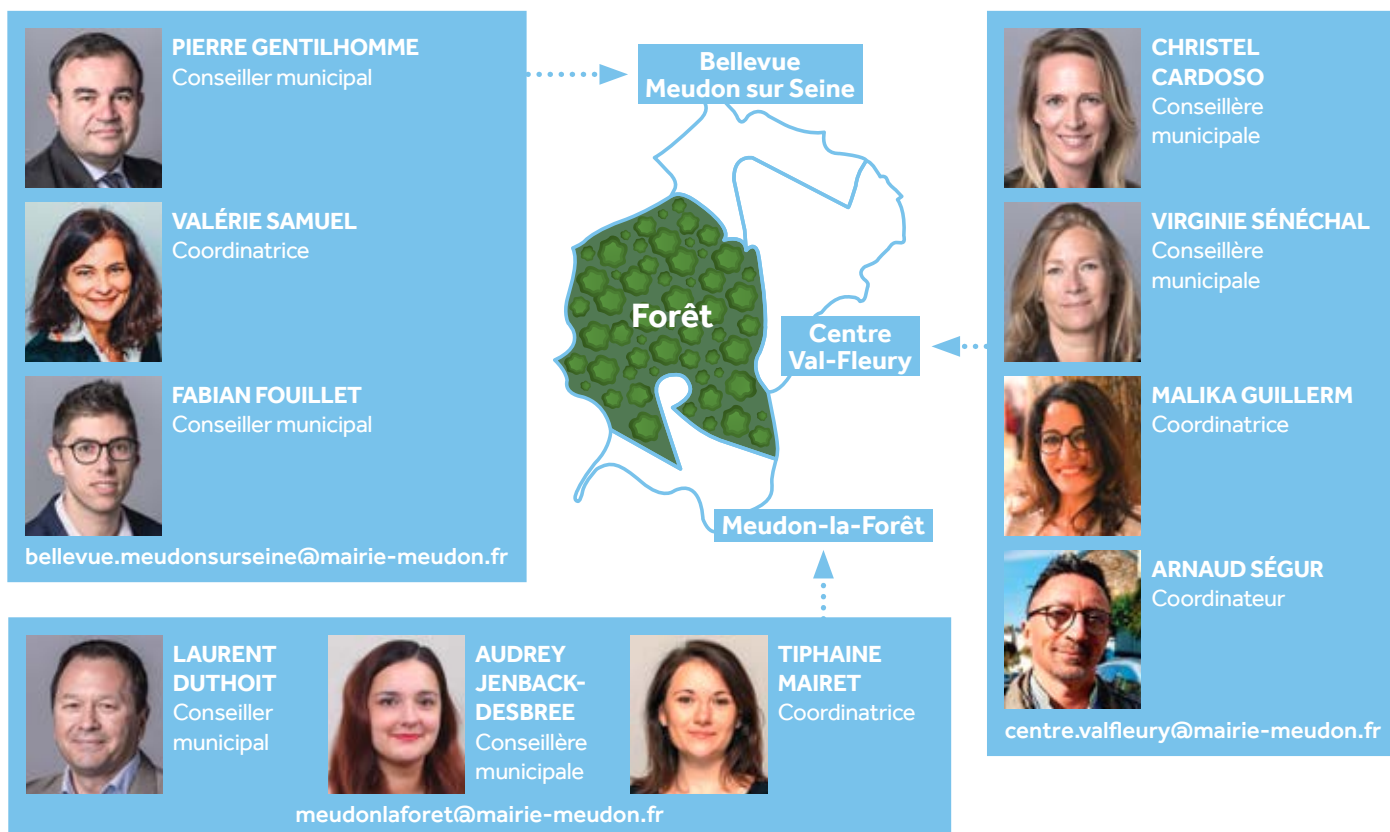 PIERRE GENTILHOMME
Conseiller municipal
VALÉRIE SAMUEL
Coordinatrice
FABIAN FOUILLET
Conseiller municipal
bellevue.meudonsurseine@mairie-meudon.fr
Bellevue
Meudon sur Seine
Forêt
Centre
Val-Fleury
Meudon-la-Forêt
CHRISTEL
CARDOSO
Conseillère
municipale
VIRGINIE SÉNÉCHAL
Conseillère
municipale
MALIKA GUILLERM
Coordinatrice
ARNAUD SÉGUR
Coordinateur
centre.valfleury@mairie-meudon.fr
LAURENT
DUTHOIT
Conseiller
municipal
AUDREY
JENBACK-
DESBREE
Conseillère
municipale
TIPHAINE
MAIRET
Coordinatrice
meudonlaforet@mairie-meudon.fr